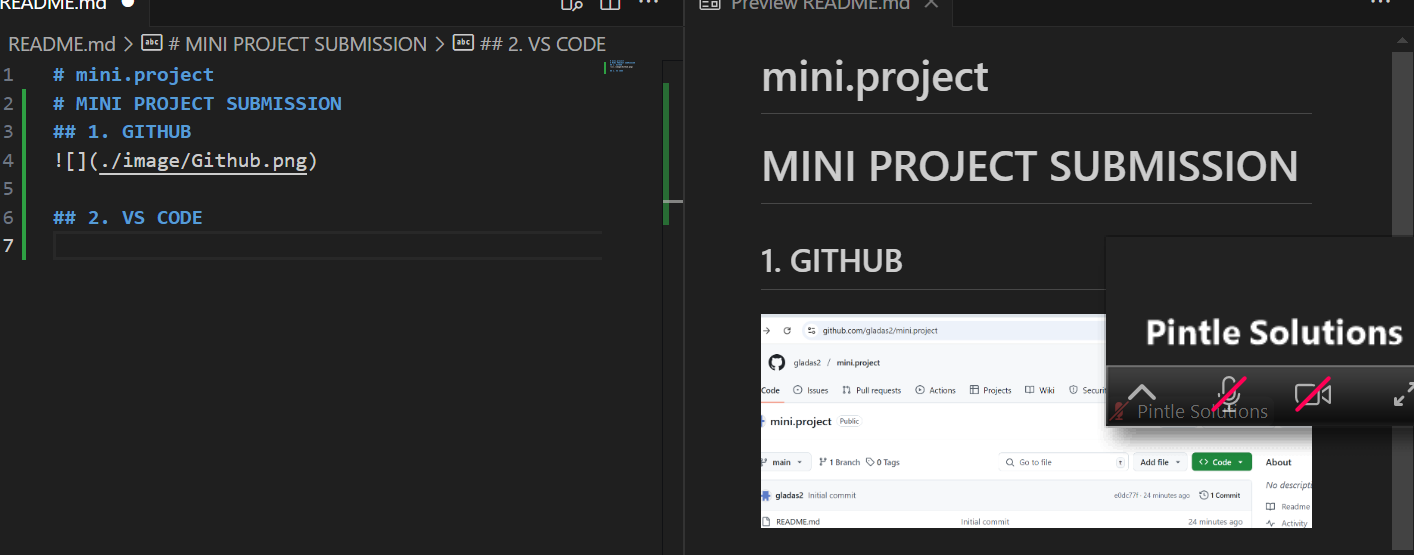 README.md
Preview README.md
README.md > # MINI PROJECT SUBMISSION > ## 2. VS CODE
1 # mini.project
2 # MINI PROJECT SUBMISSION
3 ## 1. GITHUB
4 ![](./image/Github.png)
5
6 ## 2. VS CODE
7
mini.project
MINI PROJECT SUBMISSION
1. GITHUB
github.com/gladas2/mini.project
gladas2 / mini.project
Code Issues Pull requests Actions Projects Wiki Securi
mini.project Public
main 1 Branch 0 Tags Go to file t Add file Code About
No descript
gladas2 Initial commit e0dc77f · 24 minutes ago 1 Commit
Readme
README.md Initial commit 24 minutes ago
Activity
Pintle Solutions
Pintle Solutions